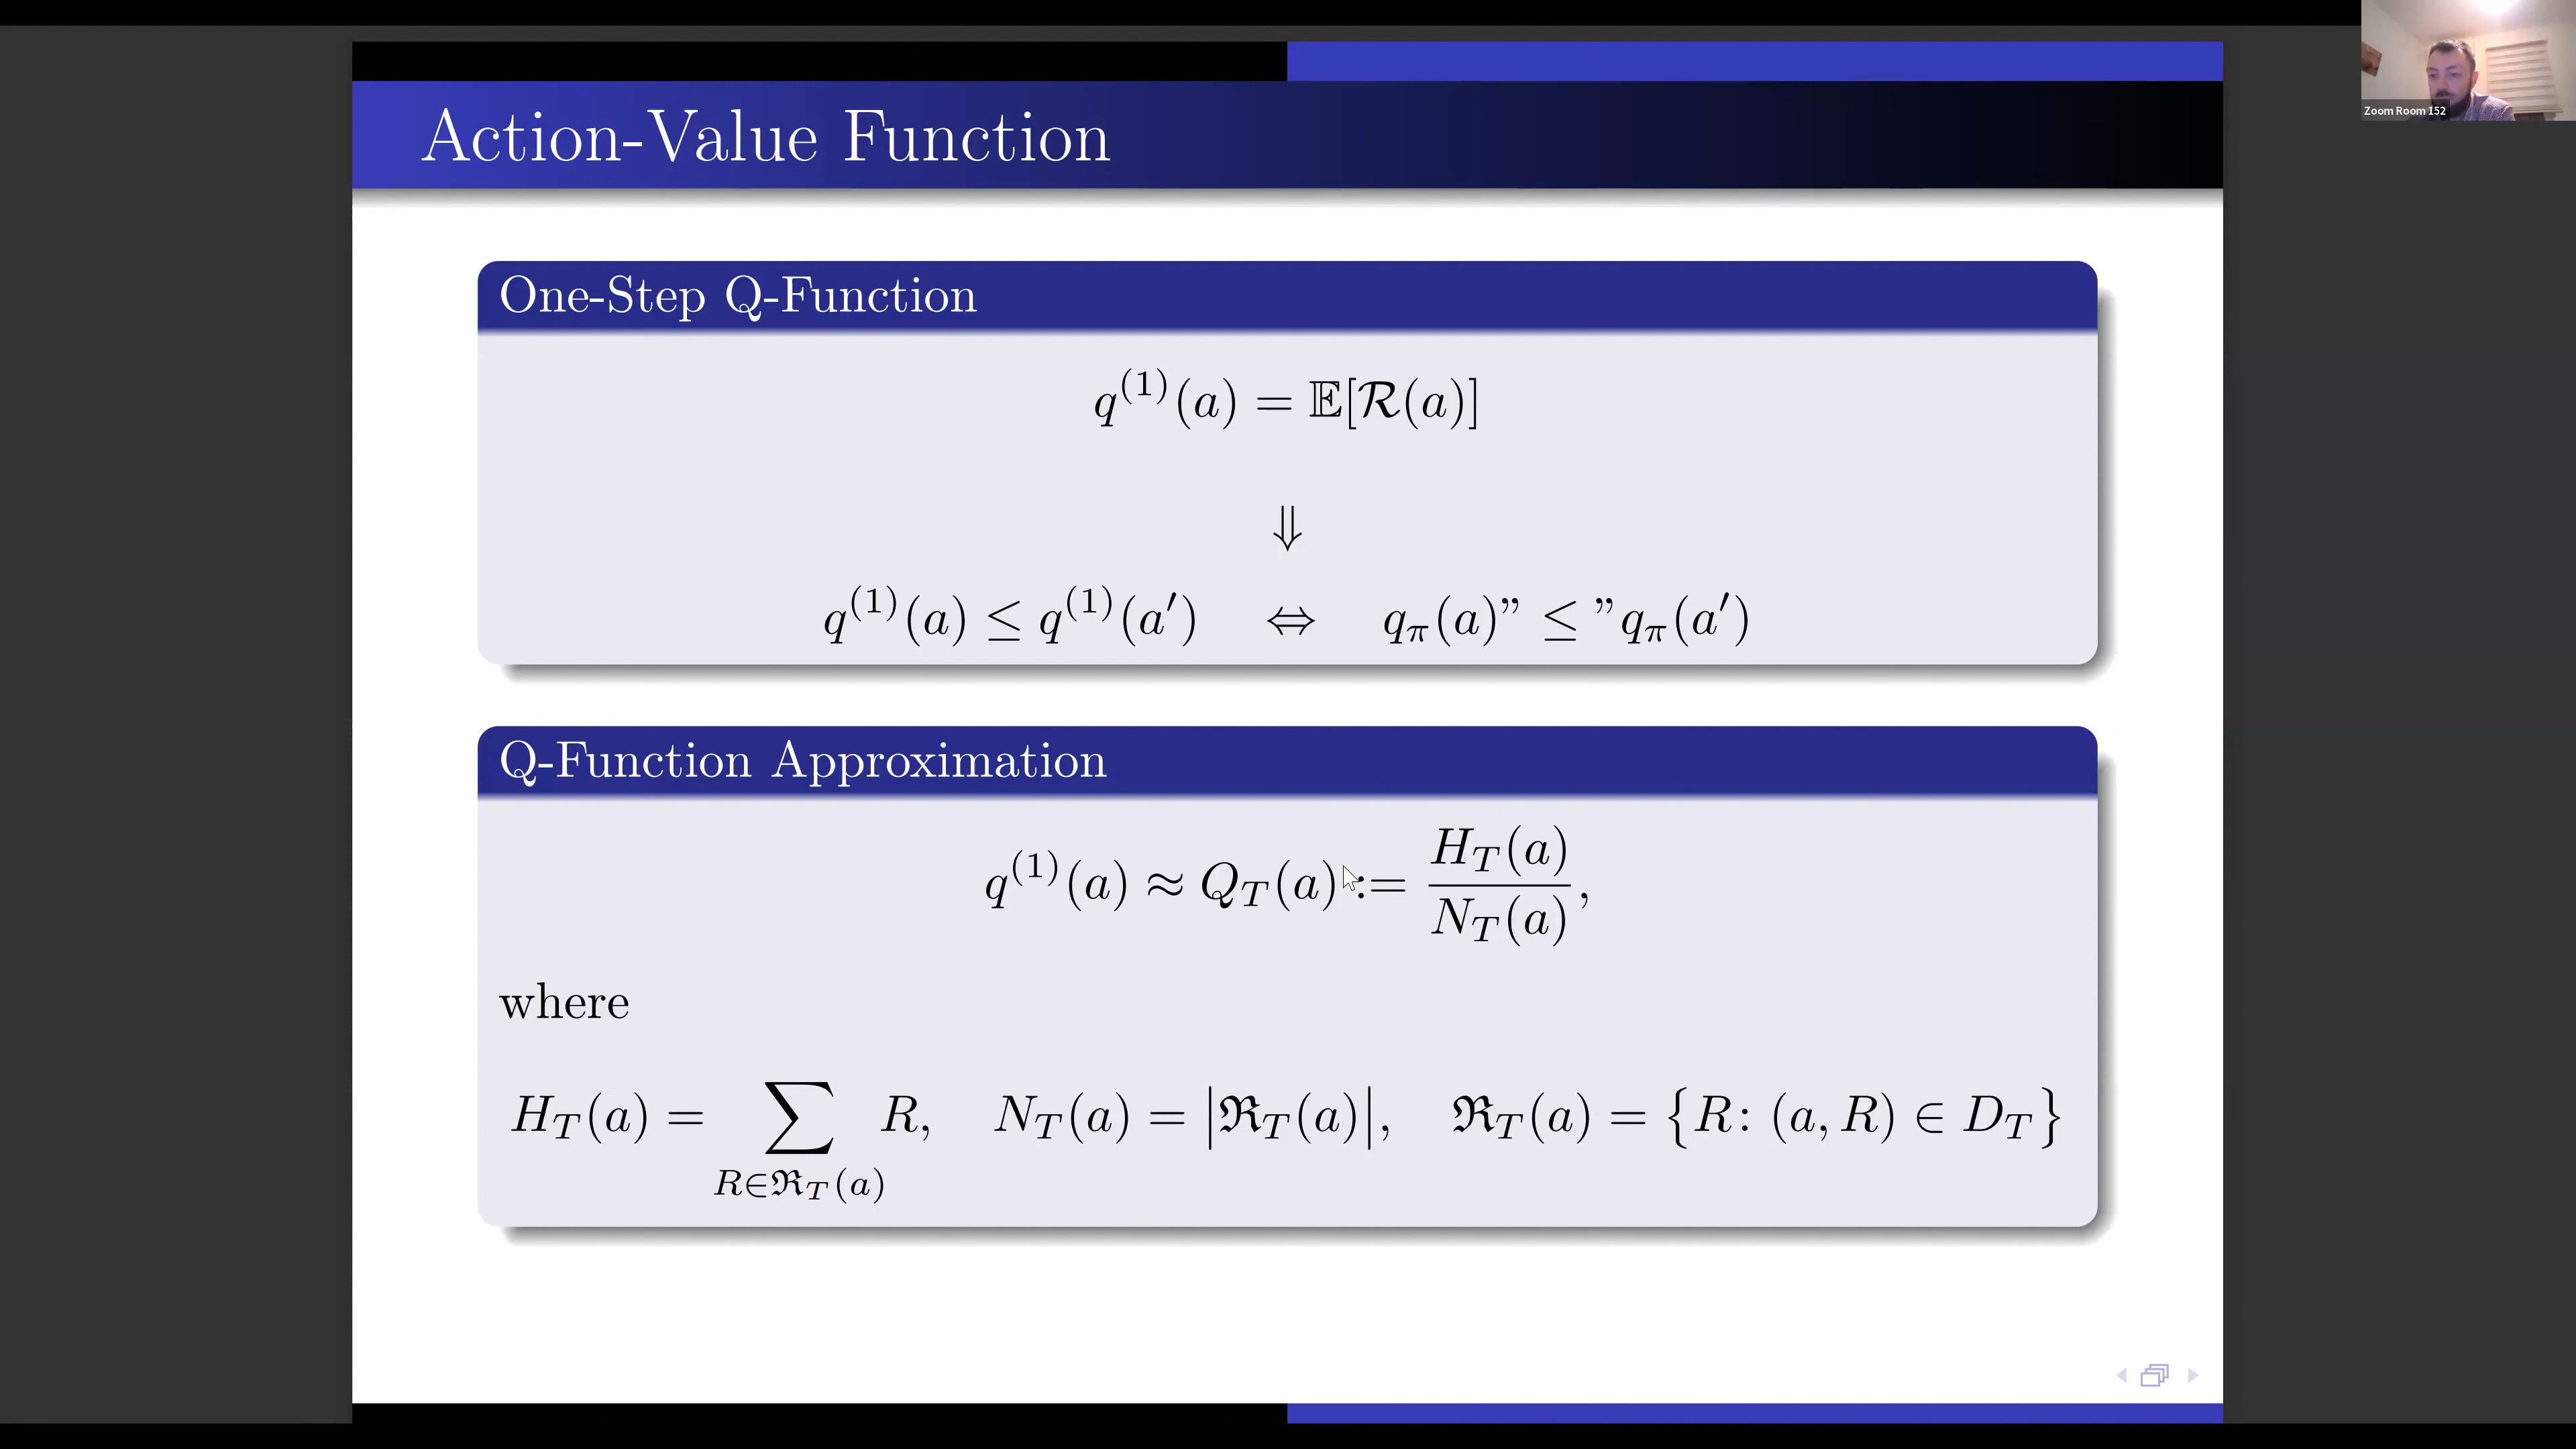 Zoom Room 152
Action-Value Function
One-Step Q-Function
q⁽¹⁾(a) = 𝔼[ℛ(a)]
⇓
q⁽¹⁾(a) ≤ q⁽¹⁾(a′) ⇔ q_π(a)” ≤ ”q_π(a′)
Q-Function Approximation
q⁽¹⁾(a) ≈ Q_T(a) := H_T(a) / N_T(a),
where
H_T(a) = ∑_{R∈ℜ_T(a)} R, N_T(a) = |ℜ_T(a)|, ℜ_T(a) = {R: (a, R) ∈ D_T}